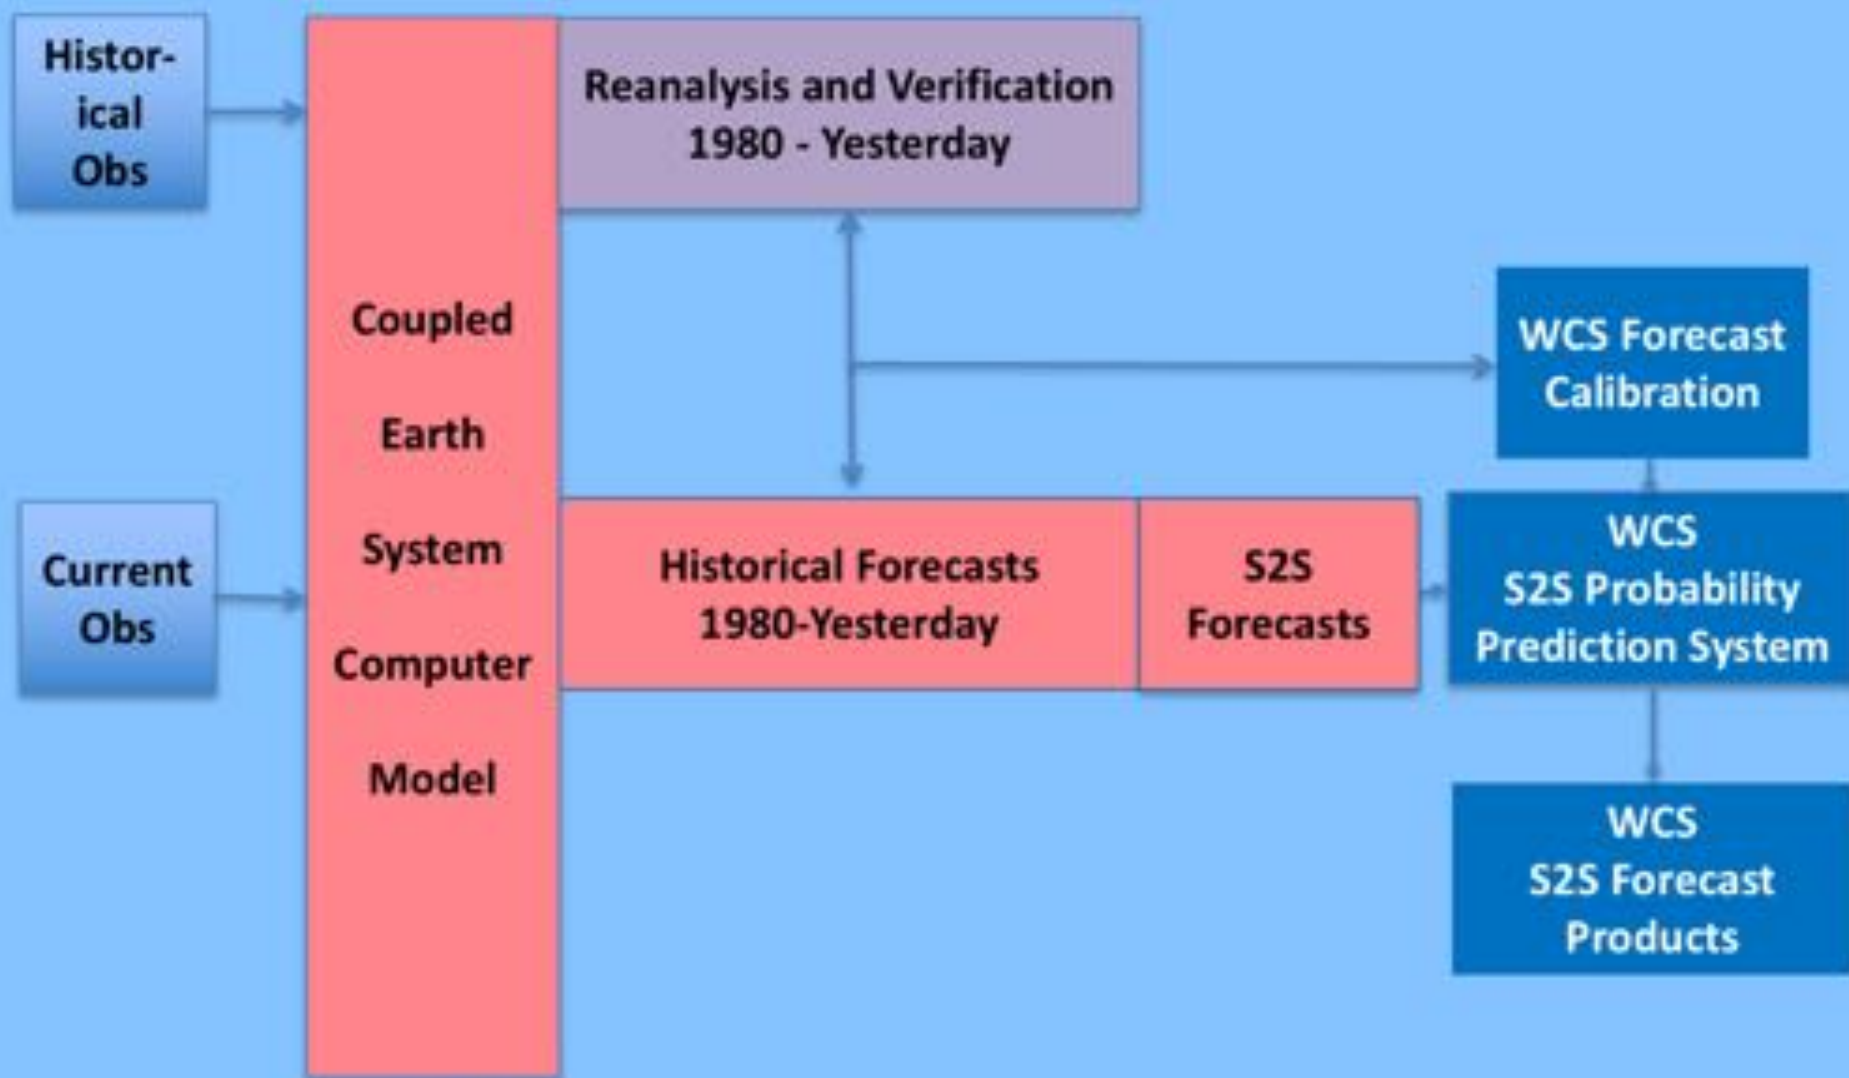 Histor-
ical
Obs
Reanalysis and Verification
1980 - Yesterday
Coupled
Earth
System
Computer
Model
WCS Forecast
Calibration
Current
Obs
Historical Forecasts
1980-Yesterday
S2S
Forecasts
WCS
S2S Probability
Prediction System
WCS
S2S Forecast
Products